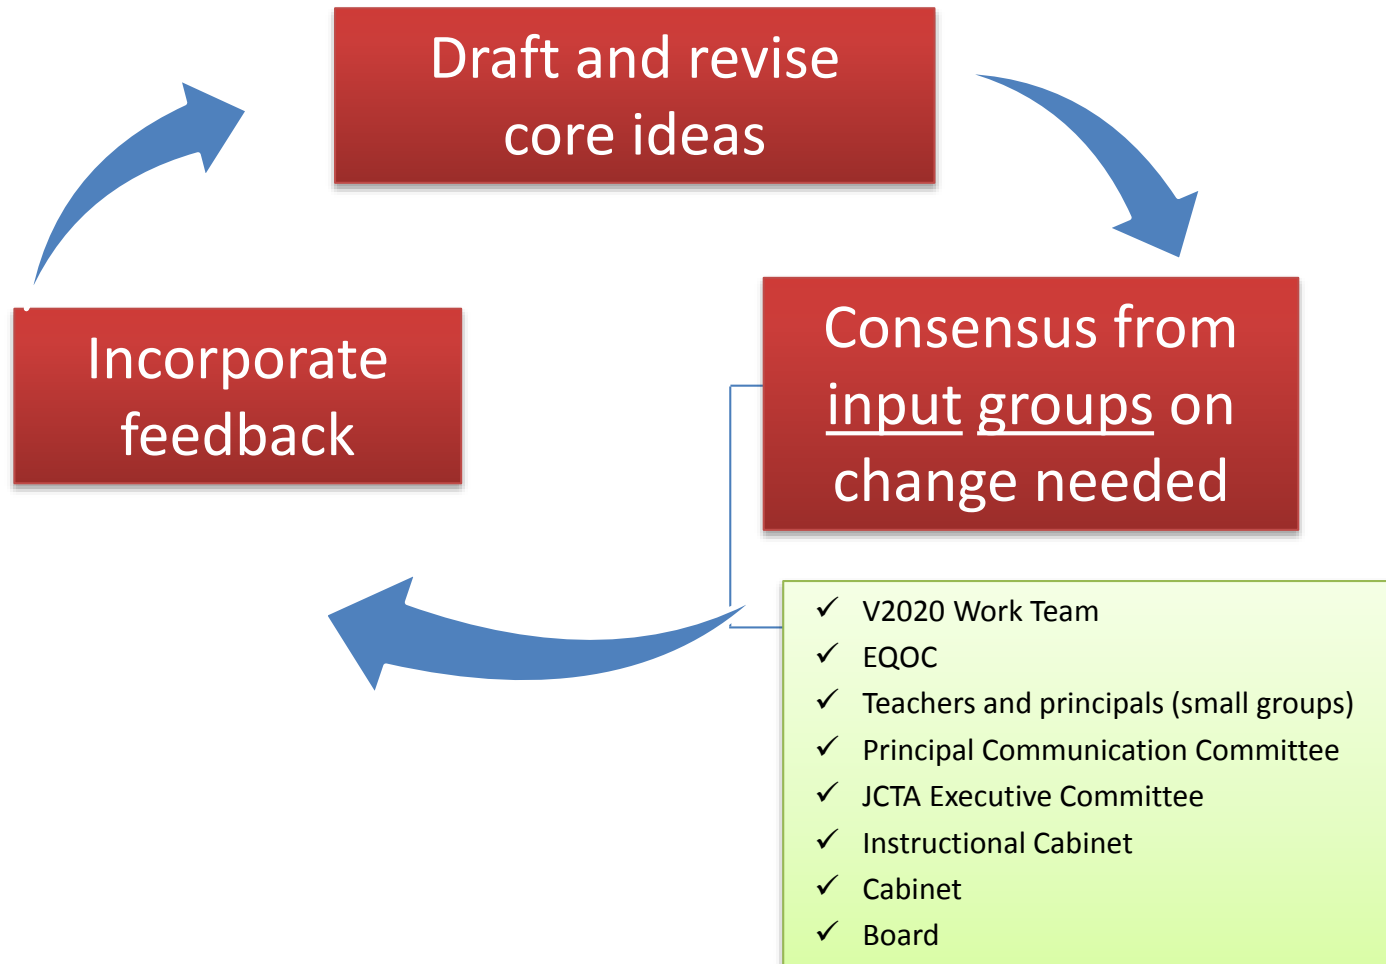 Draft and revise
core ideas
Consensus from
input groups on
change needed
Incorporate
feedback
✓ V2020 Work Team
✓ EQOC
✓ Teachers and principals (small groups)
✓ Principal Communication Committee
✓ JCTA Executive Committee
✓ Instructional Cabinet
✓ Cabinet
✓ Board